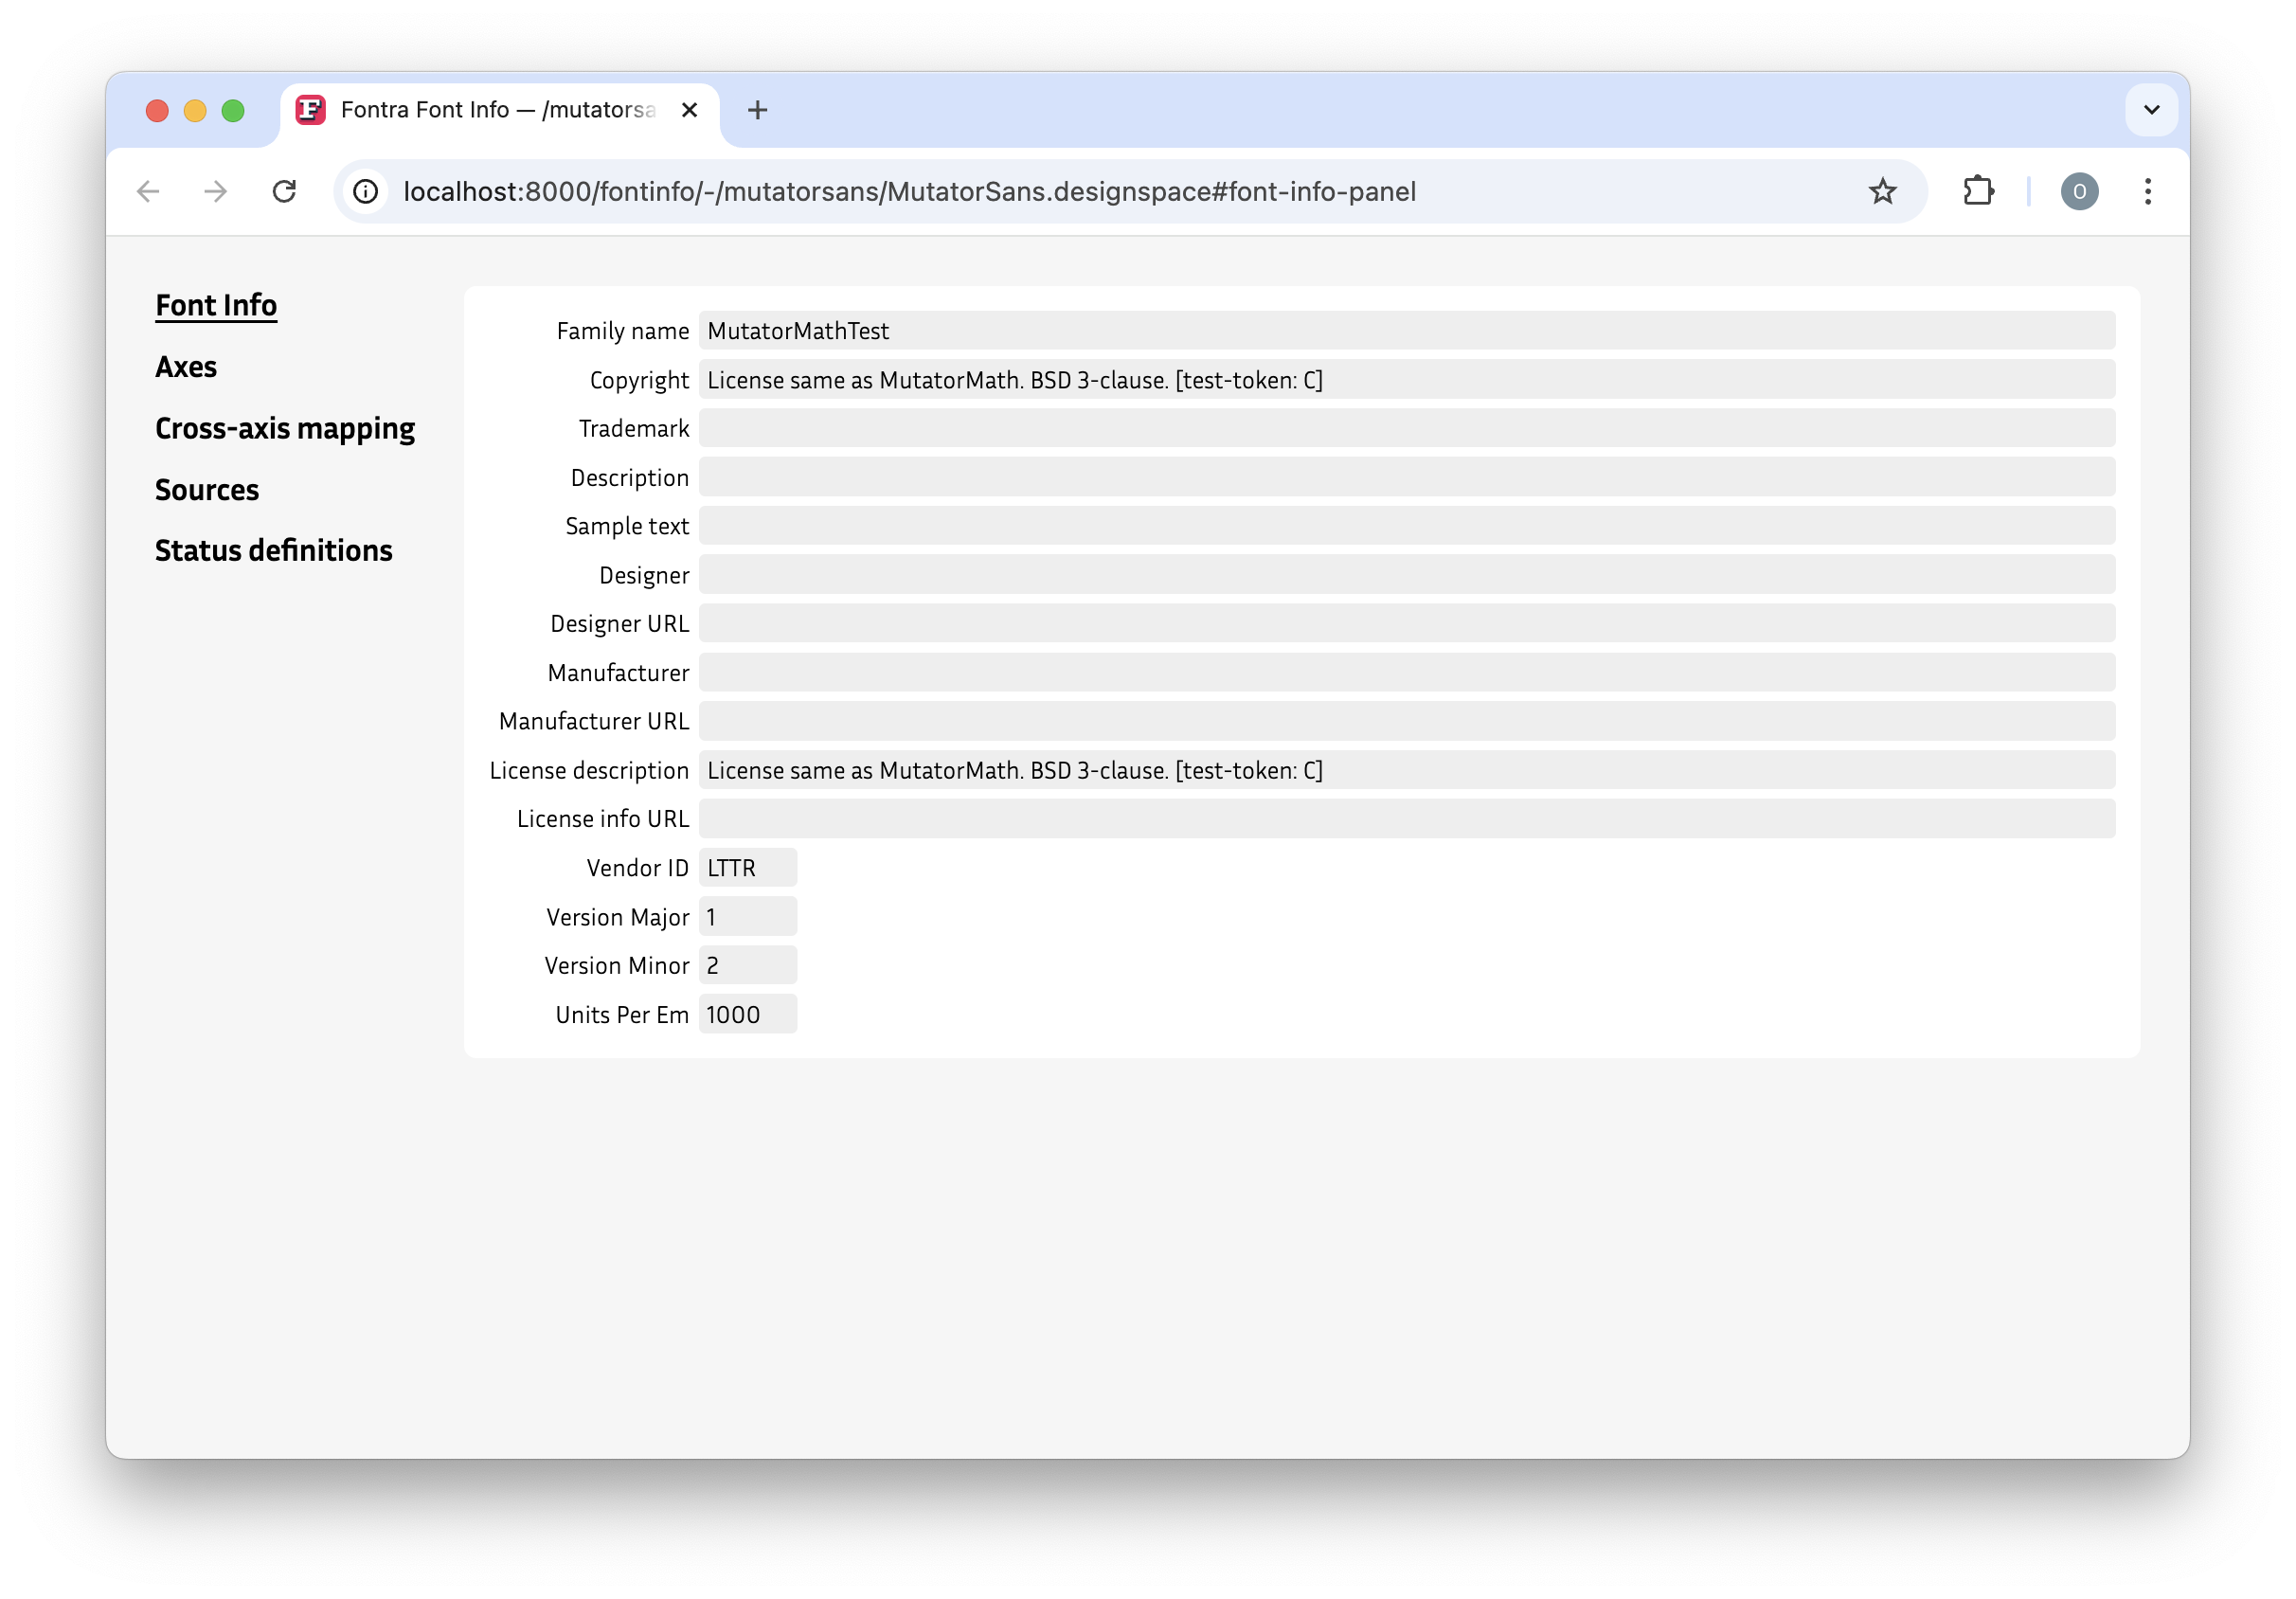 Fontra Font Info — /mutatorsa
localhost:8000/fontinfo/-/mutatorsans/MutatorSans.designspace#font-info-panel
O
Font Info
Axes
Cross-axis mapping
Sources
Status definitions
Family name MutatorMathTest
Copyright License same as MutatorMath. BSD 3-clause. [test-token: C]
Trademark
Description
Sample text
Designer
Designer URL
Manufacturer
Manufacturer URL
License description License same as MutatorMath. BSD 3-clause. [test-token: C]
License info URL
Vendor ID LTTR
Version Major 1
Version Minor 2
Units Per Em 1000